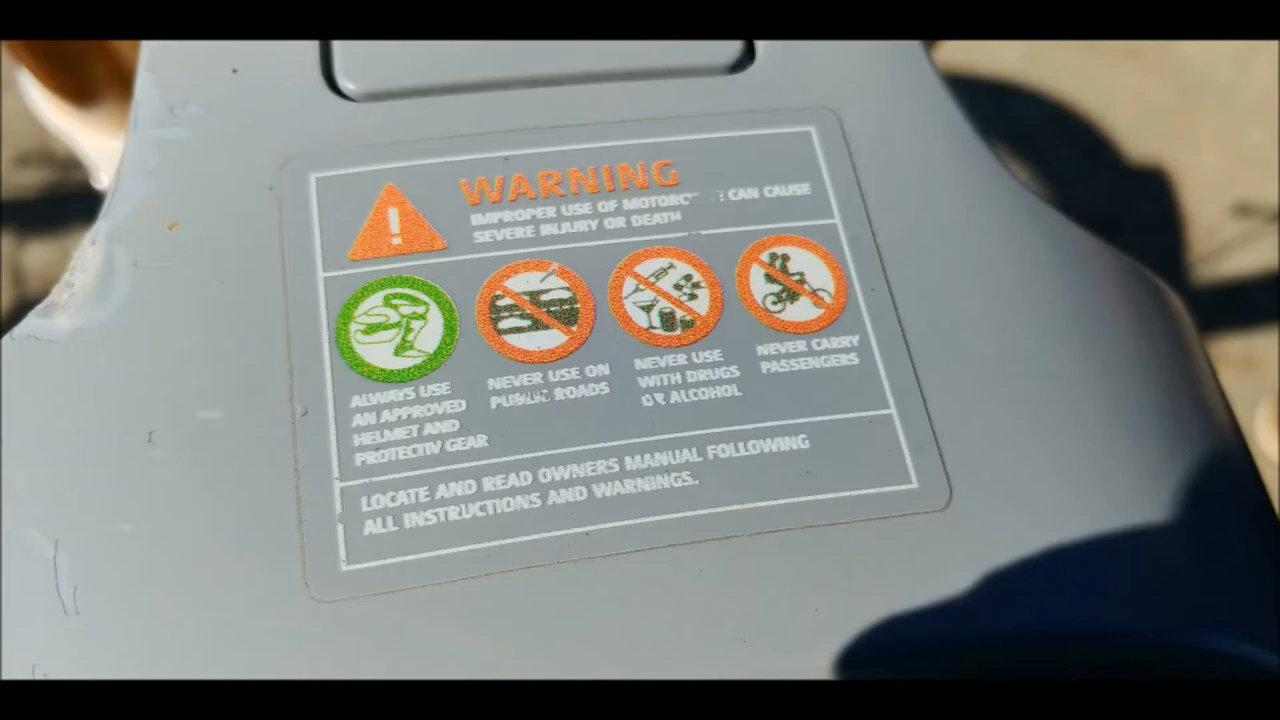 WARNING
IMPROPER USE OF CAN CAUSE
SEVERE INJURY OR DEATH
ALWAYS USE
AN APPROVED
HELMET AND
PROTECTIV GEAR
NEVER USE ON
PUBLIC ROADS
NEVER USE
WITH DRUGS
OR ALCOHOL
NEVER CARRY
PASSENGERS
LOCATE AND READ OWNERS MANUAL FOLLOWING
ALL INSTRUCTIONS AND WARNINGS.